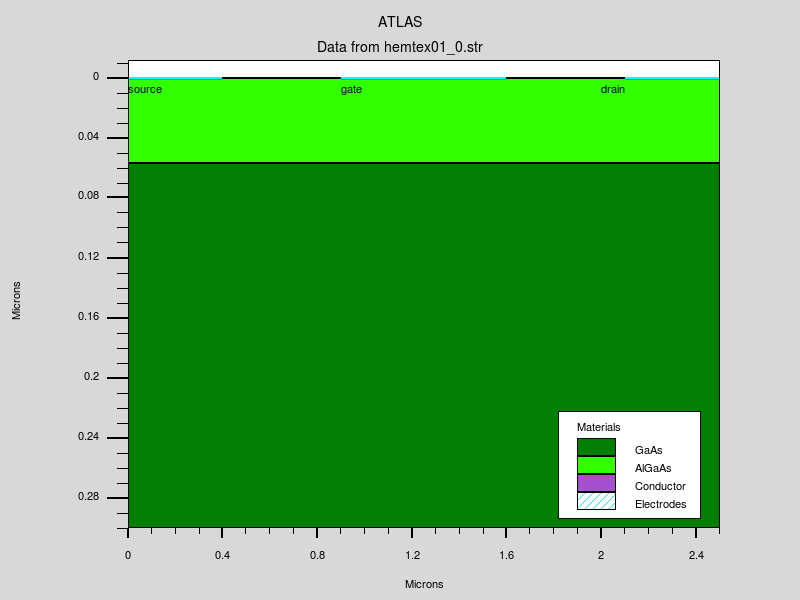 ATLAS
Data from hemtex01_0.str
0
source gate drain
0.04
0.08
0.12
Microns
0.16
0.2
0.24
0.28
Materials
GaAs
AlGaAs
Conductor
Electrodes
0 0.4 0.8 1.2 1.6 2 2.4
Microns